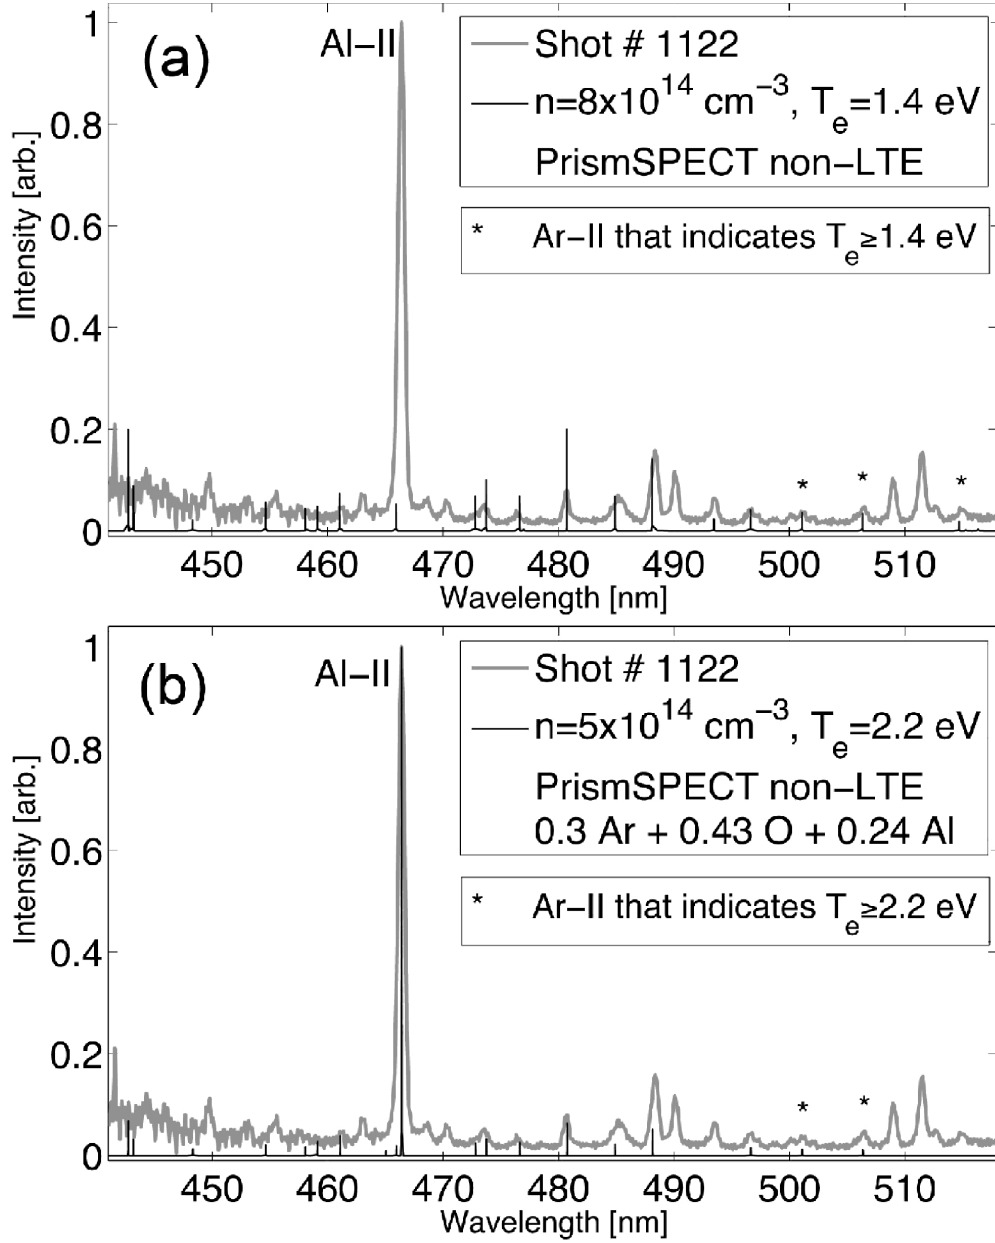 (a)
Al-II
Shot # 1122
n=8x10^14 cm^-3, T_e=1.4 eV
PrismSPECT non-LTE
* Ar-II that indicates T_e≥1.4 eV
Intensity [arb.]
1
0.8
0.6
0.4
0.2
0
450 460 470 480 490 500 510
* * *
Wavelength [nm]
(b)
Al-II
Shot # 1122
n=5x10^14 cm^-3, T_e=2.2 eV
PrismSPECT non-LTE
0.3 Ar + 0.43 O + 0.24 Al
* Ar-II that indicates T_e≥2.2 eV
Intensity [arb.]
1
0.8
0.6
0.4
0.2
0
450 460 470 480 490 500 510
* *
Wavelength [nm]